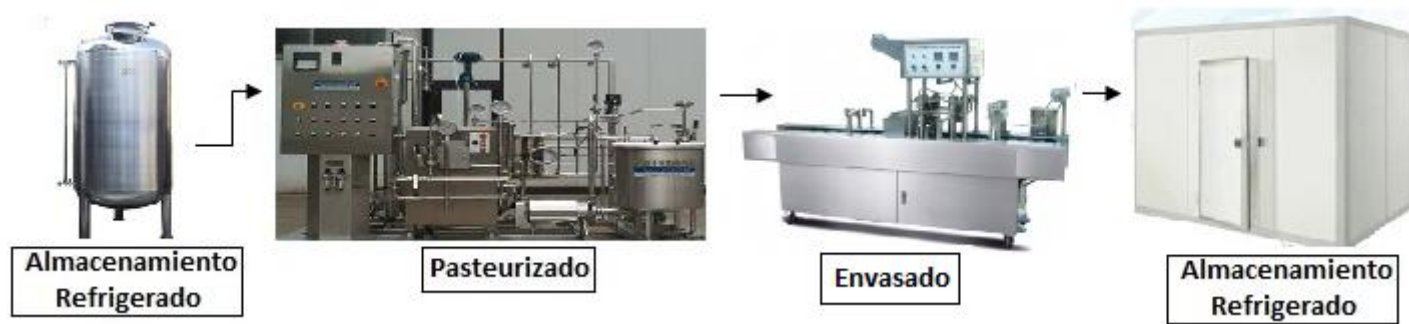 Almacenamiento
Refrigerado
Pasteurizado
Envasado
Almacenamiento
Refrigerado